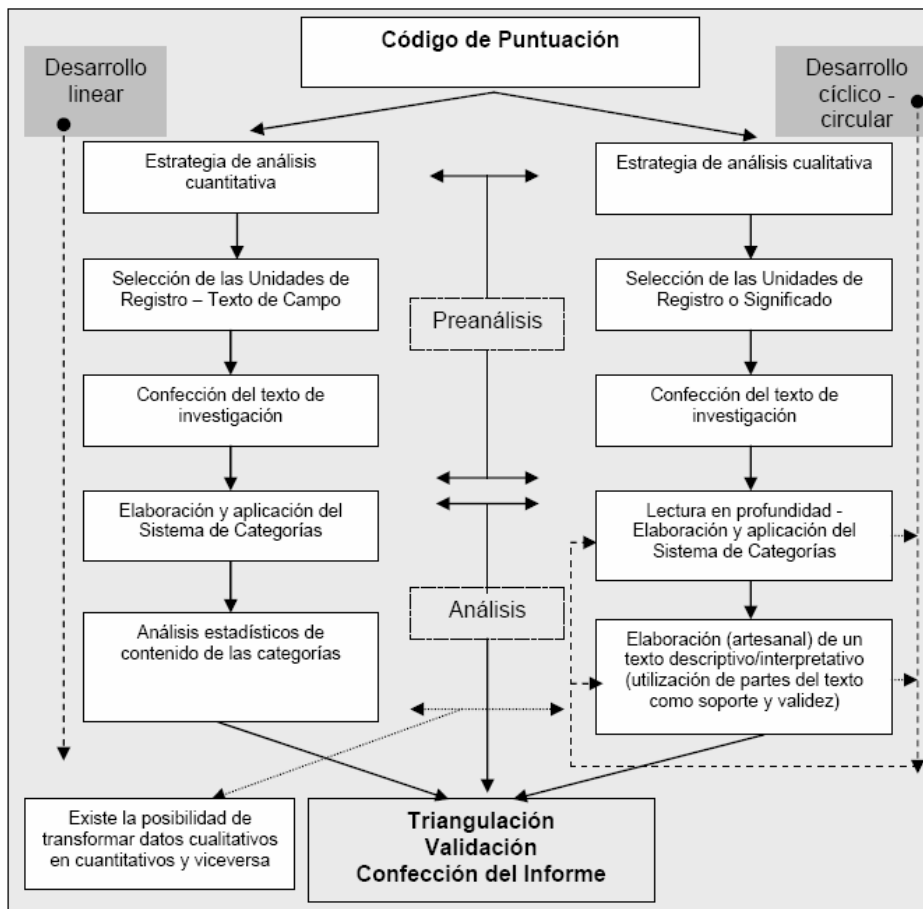 Código de Puntuación
Desarrollo
linear
Desarrollo
cíclico -
circular
Estrategia de análisis
cuantitativa
Estrategia de análisis cualitativa
Selección de las Unidades de
Registro – Texto de Campo
Selección de las Unidades de
Registro o Significado
Preanálisis
Confección del texto de
investigación
Confección del texto de
investigación
Elaboración y aplicación del
Sistema de Categorías
Lectura en profundidad -
Elaboración y aplicación del
Sistema de Categorías
Análisis
Análisis estadísticos de
contenido de las categorías
Elaboración (artesanal) de un
texto descriptivo/interpretativo
(utilización de partes del texto
como soporte y validez)
Existe la posibilidad de
transformar datos cualitativos
en cuantitativos y viceversa
Triangulación
Validación
Confección del Informe